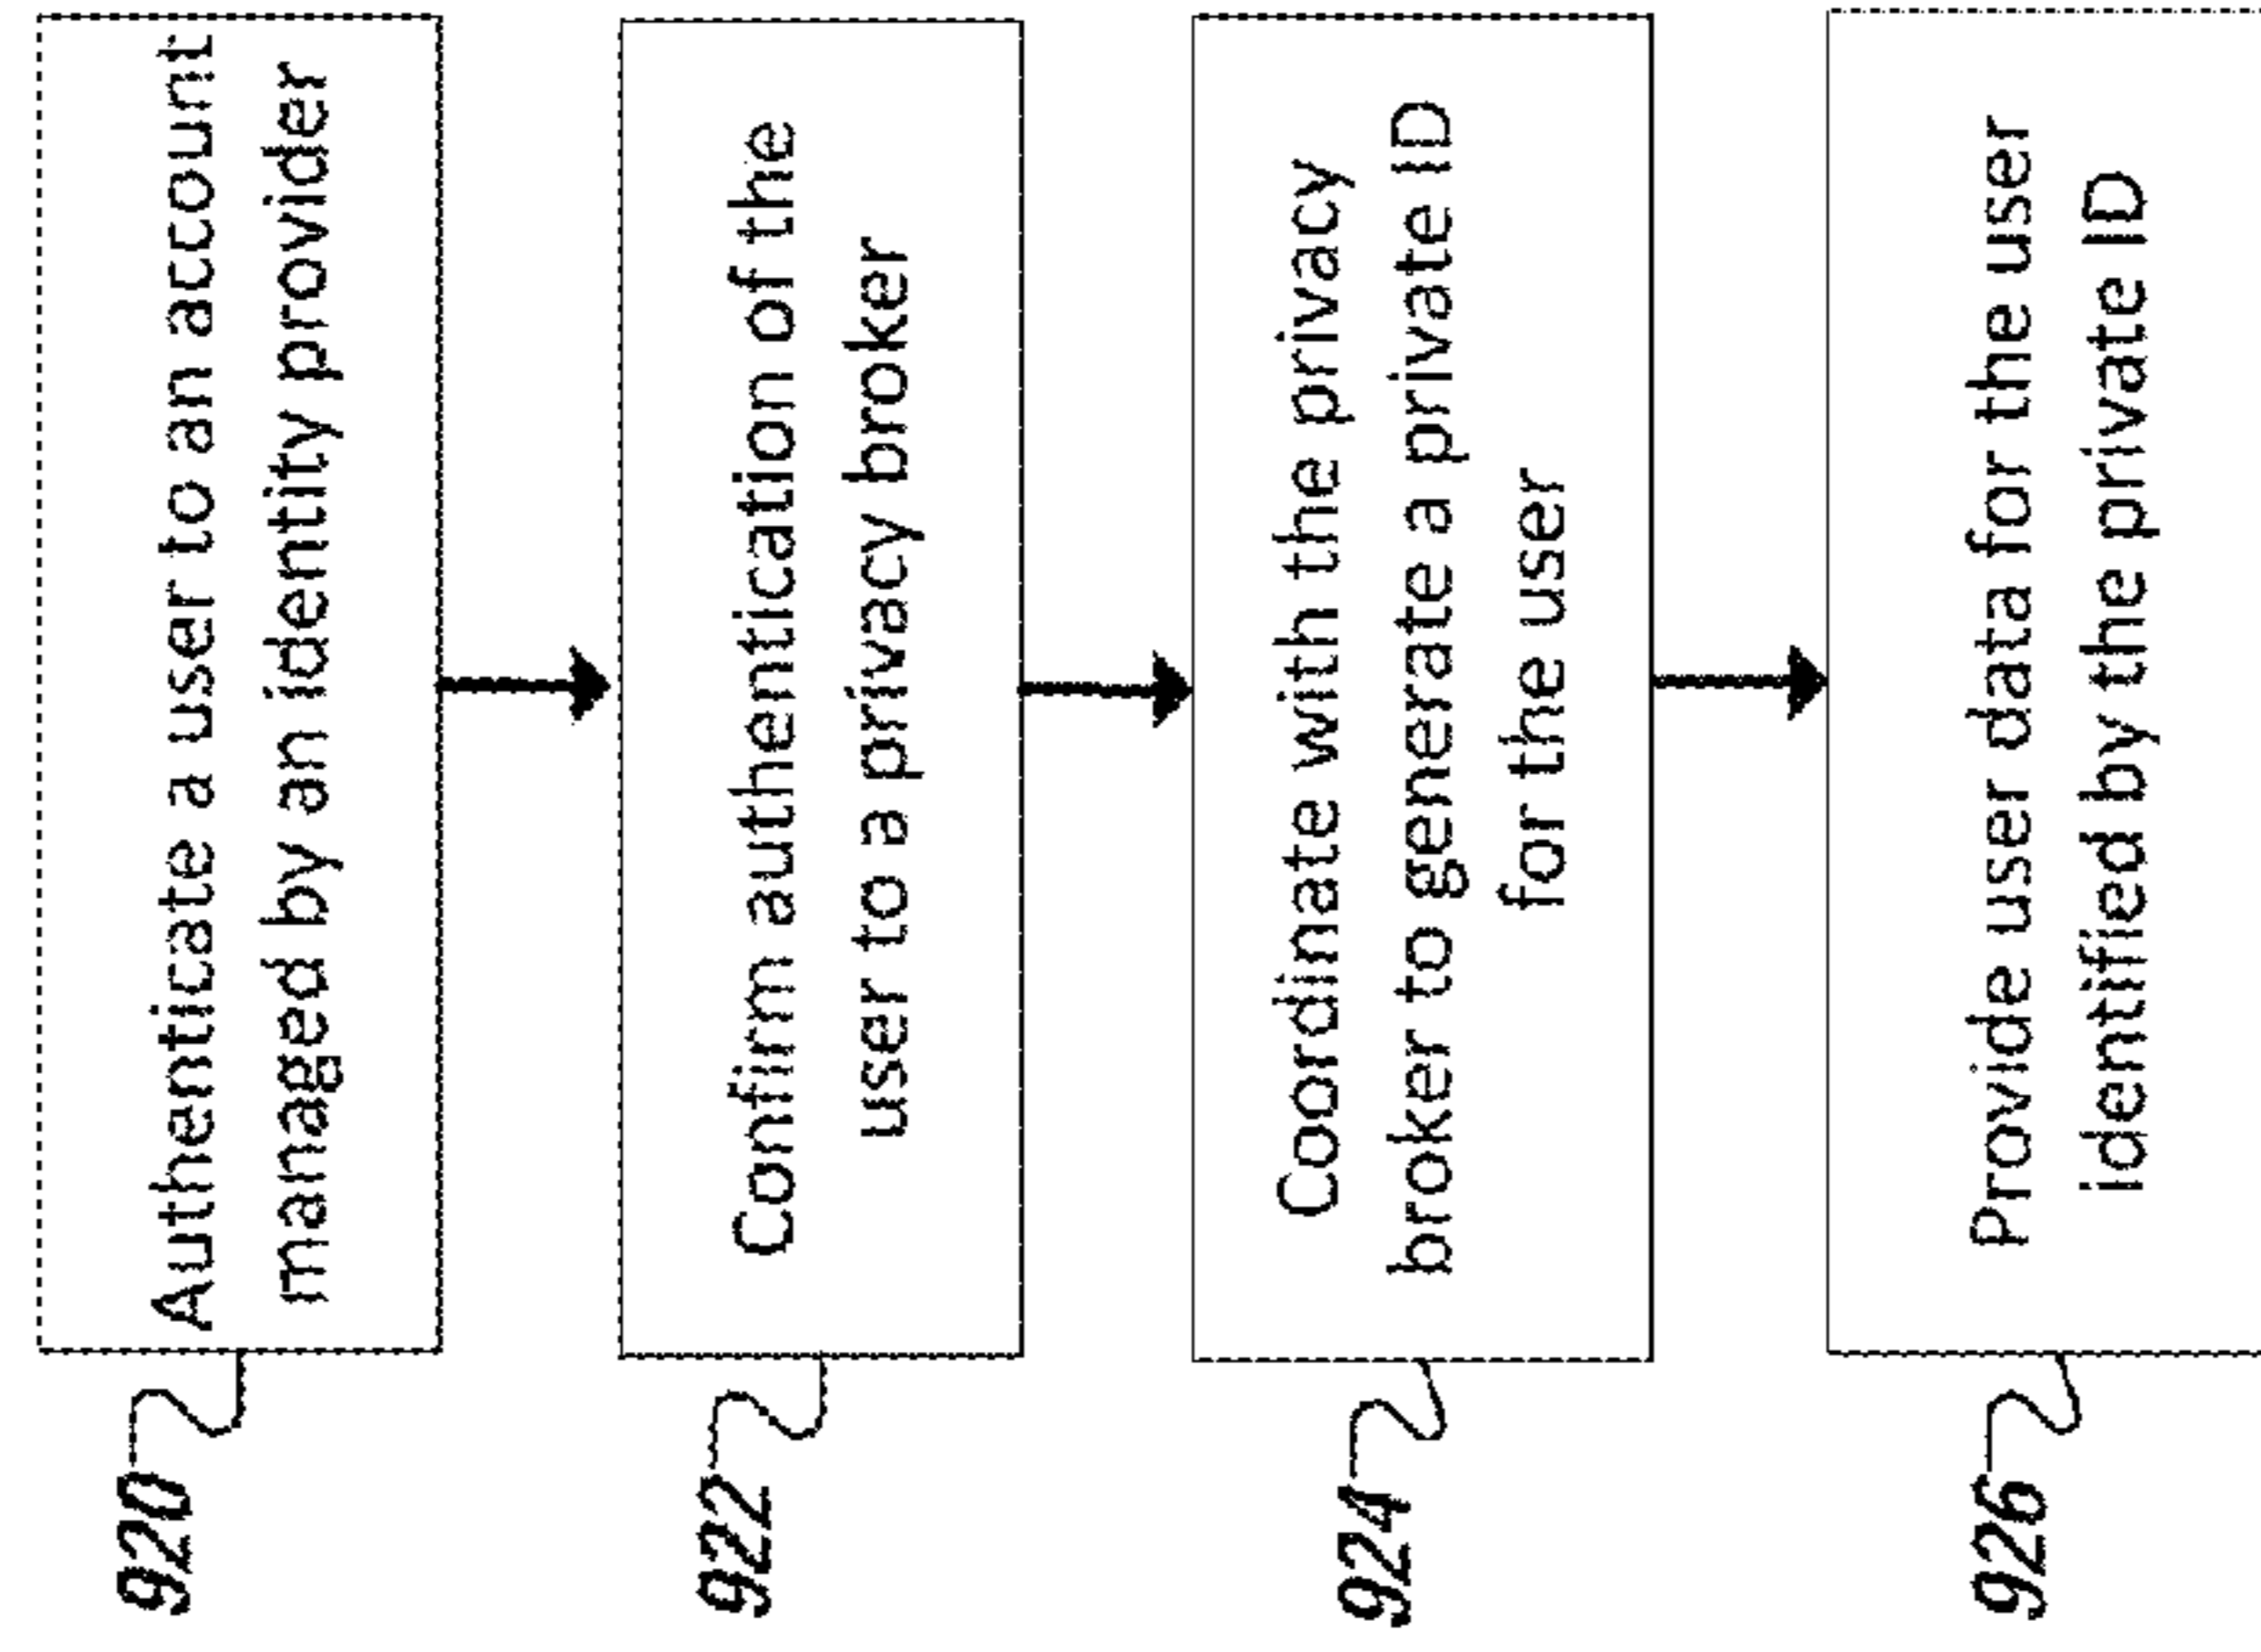 920
Authenticate a user to an account
managed by an identity provider
922
Confirm authentication of the
user to a privacy broker
924
Coordinate with the privacy
broker to generate a private ID
for the user
926
Provide user data for the user
identified by the private ID